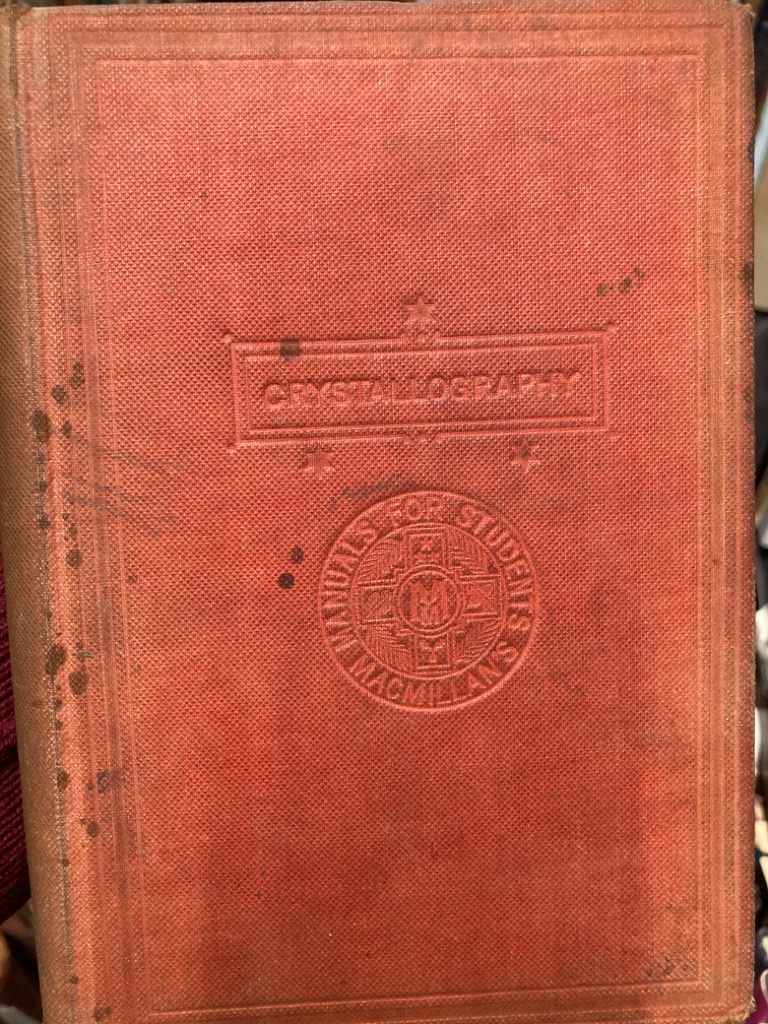 CRYSTALLOGRAPHY
MACMILLAN'S MANUALS FOR STUDENTS